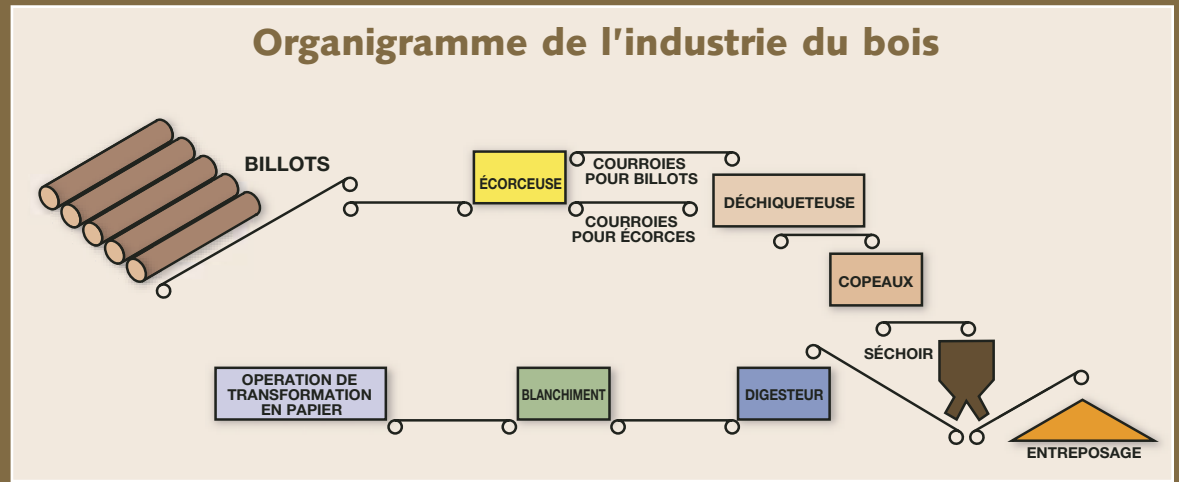 Organigramme de l'industrie du bois
BILLOTS
ÉCORCEUSE
COURROIES
POUR BILLOTS
COURROIES
POUR ÉCORCES
DÉCHIQUETEUSE
COPEAUX
SÉCHOIR
ENTREPOSAGE
DIGESTEUR
BLANCHIMENT
OPERATION DE
TRANSFORMATION
EN PAPIER